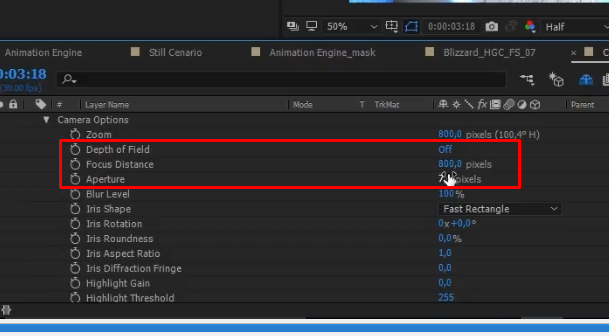 50% 0:00:03:18 Half
Animation Engine Still Cenario Animation Engine_mask Blizzard_HGC_FS_07 × C
0:03:18
(30.00 fps)
# Layer Name Mode T TrkMat fx Parent
Camera Options
Zoom 800,0 pixels (100,4° H)
Depth of Field Off
Focus Distance 800,0 pixels
Aperture pixels
Blur Level 100%
Iris Shape Fast Rectangle
Iris Rotation 0x+0,0°
Iris Roundness 0,0%
Iris Aspect Ratio 1,0
Iris Diffraction Fringe 0,0
Highlight Gain 0,0
Highlight Threshold 255